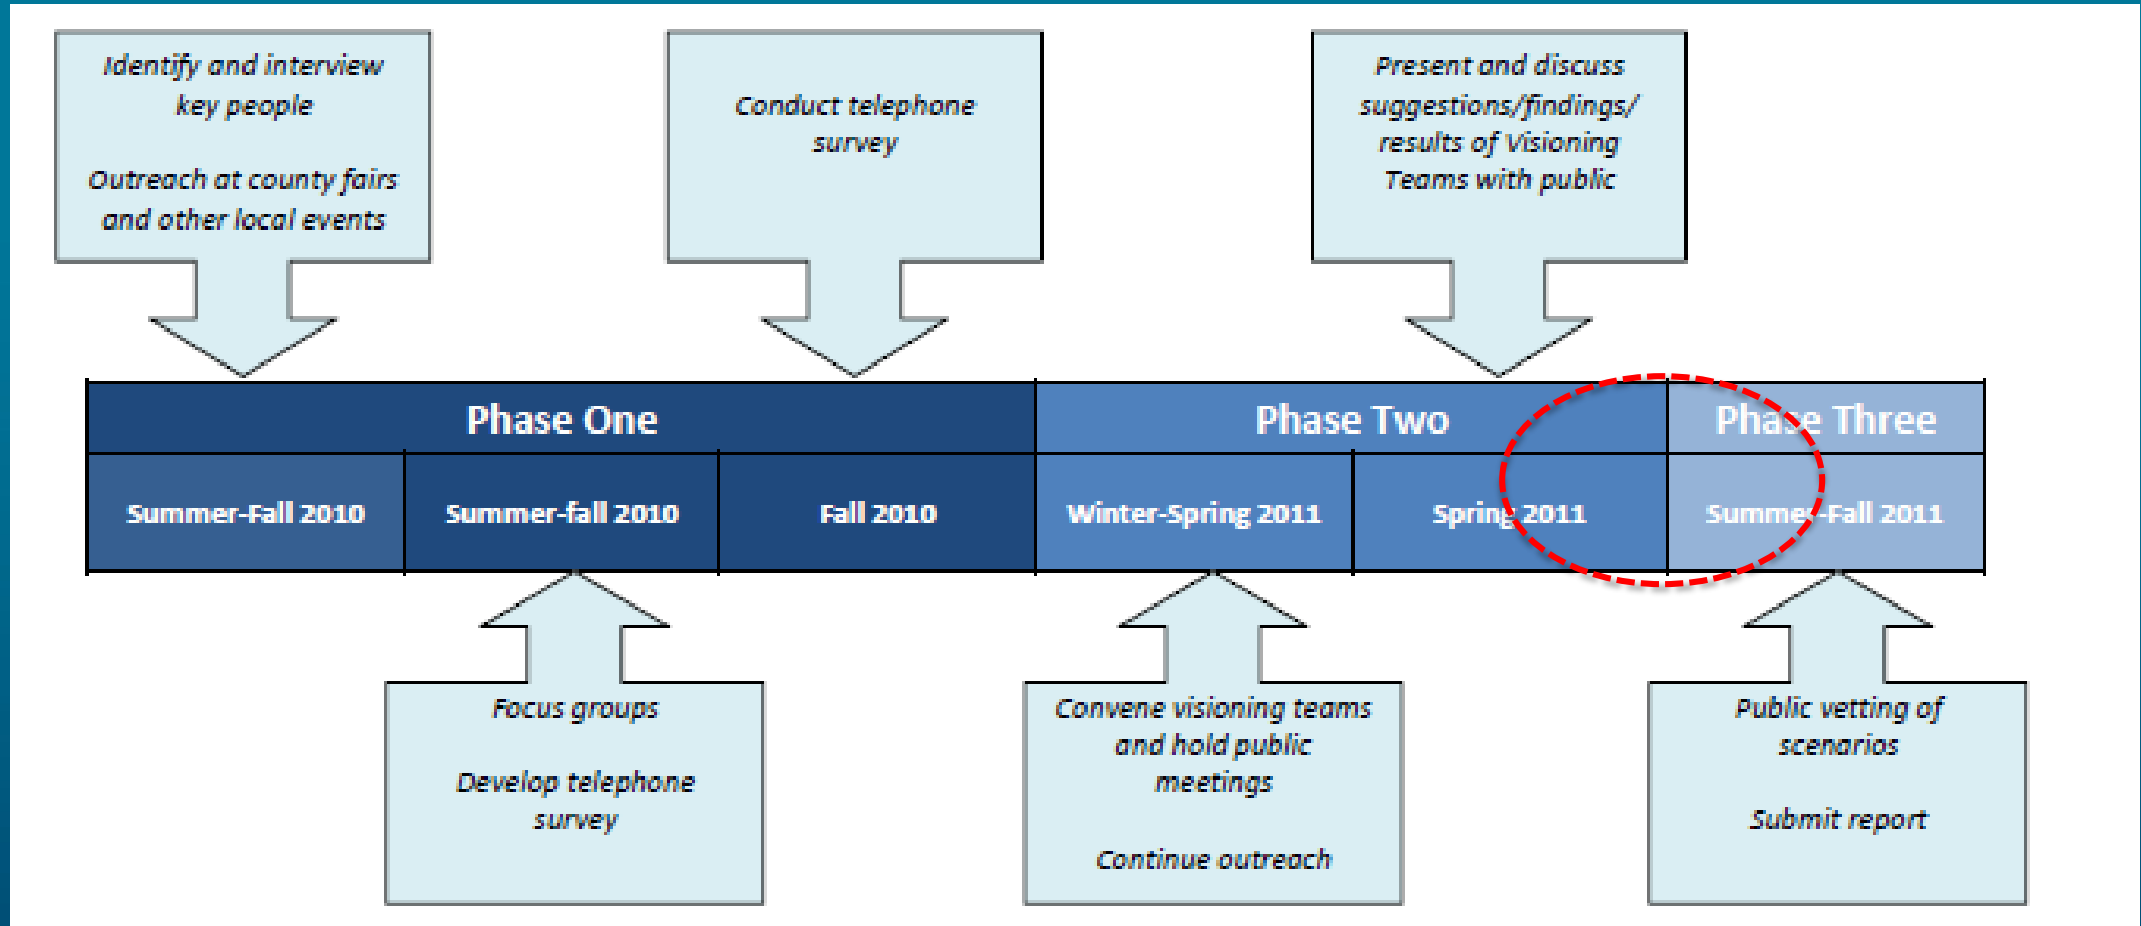 Identify and interview
key people
Outreach at county fairs
and other local events
Conduct telephone
survey
Present and discuss
suggestions/findings/
results of Visioning
Teams with public
Phase One
Phase Two
Phase Three
Summer-Fall 2010
Summer-fall 2010
Fall 2010
Winter-Spring 2011
Spring 2011
Summer-Fall 2011
Focus groups
Develop telephone
survey
Convene visioning teams
and hold public
meetings
Continue outreach
Public vetting of
scenarios
Submit report